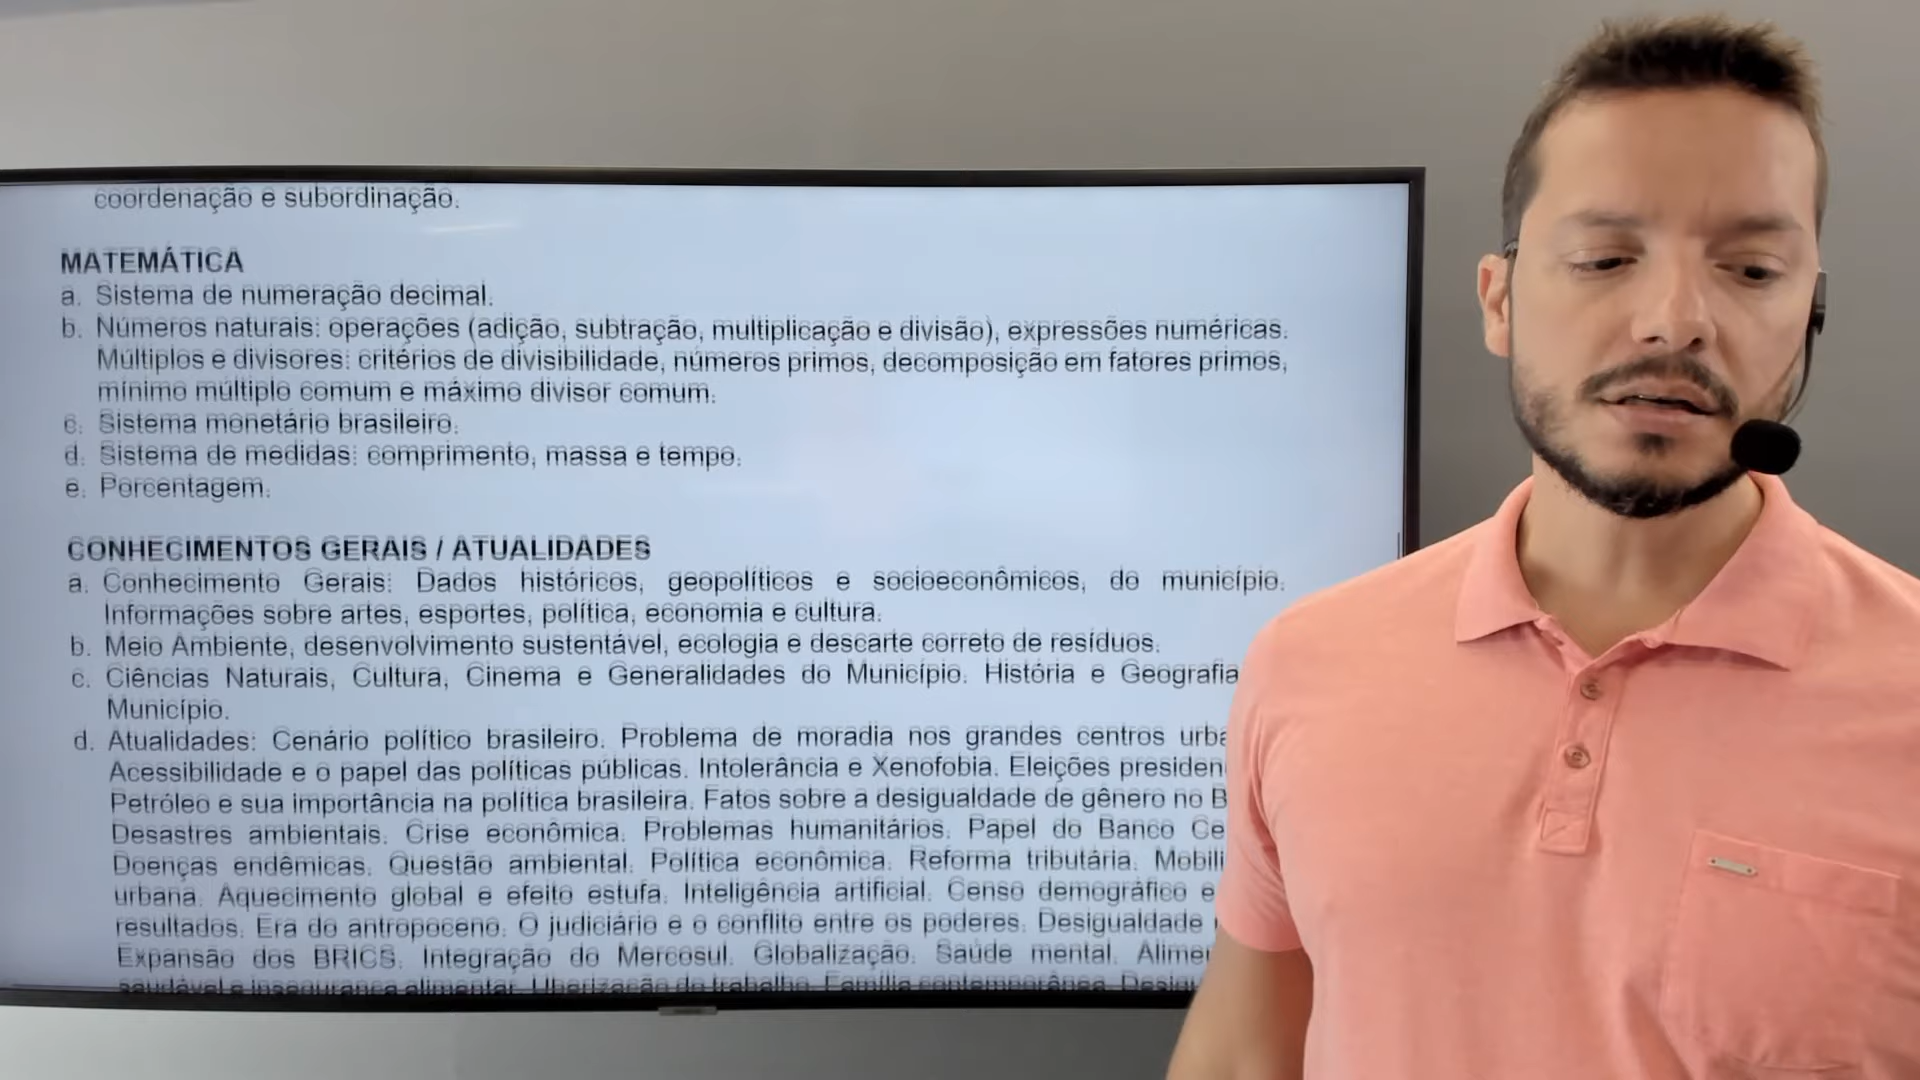 coordenação e subordinação.
MATEMÁTICA
a. Sistema de numeração decimal.
b. Números naturais: operações (adição, subtração, multiplicação e divisão), expressões numéricas.
Múltiplos e divisores: critérios de divisibilidade, números primos, decomposição em fatores primos,
mínimo múltiplo comum e máximo divisor comum.
c. Sistema monetário brasileiro.
d. Sistema de medidas: comprimento, massa e tempo.
e. Porcentagem.
CONHECIMENTOS GERAIS / ATUALIDADES
a. Conhecimento Gerais: Dados históricos, geopolíticos e socioeconômicos, do município.
Informações sobre artes, esportes, política, economia e cultura.
b. Meio Ambiente, desenvolvimento sustentável, ecologia e descarte correto de resíduos.
c. Ciências Naturais, Cultura, Cinema e Generalidades do Município. História e Geografia
Município.
d. Atualidades: Cenário político brasileiro. Problema de moradia nos grandes centros
Acessibilidade e o papel das políticas públicas. Intolerância e Xenofobia. Eleições
Petróleo e sua importância na política brasileira. Fatos sobre a desigualdade de gênero no
Desastres ambientais. Crise econômica. Problemas humanitários. Papel do Banco
Doenças endêmicas. Questão ambiental. Política econômica. Reforma tributária.
urbana. Aquecimento global e efeito estufa. Inteligência artificial. Censo demográfico e
resultados. Era do antropoceno. O judiciário e o conflito entre os poderes. Desigualdade
Expansão dos BRICS. Integração do Mercosul. Globalização. Saúde mental.
saudável e insegurança alimentar. Uberização do trabalho. Família contemporânea.